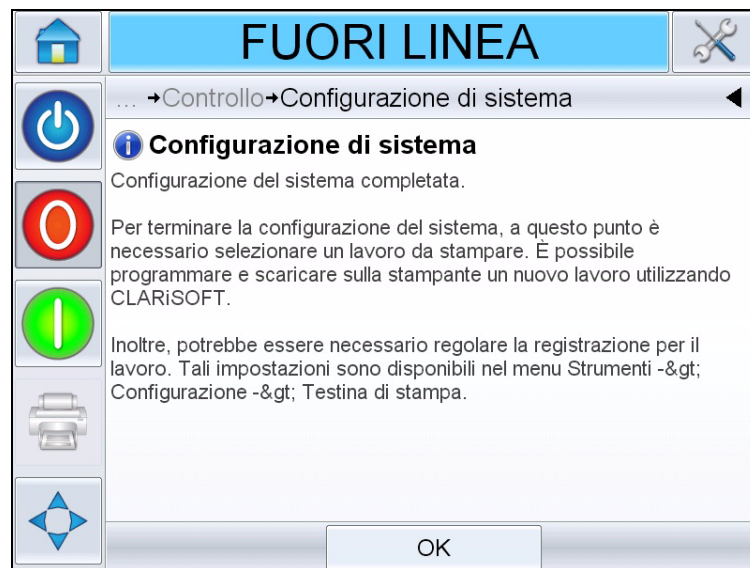 FUORI LINEA
... →Controllo→Configurazione di sistema
Configurazione di sistema
Configurazione del sistema completata.
Per terminare la configurazione del sistema, a questo punto è
necessario selezionare un lavoro da stampare. È possibile
programmare e scaricare sulla stampante un nuovo lavoro utilizzando
CLARiSOFT.
Inoltre, potrebbe essere necessario regolare la registrazione per il
lavoro. Tali impostazioni sono disponibili nel menu Strumenti -&gt;
Configurazione -&gt; Testina di stampa.
OK